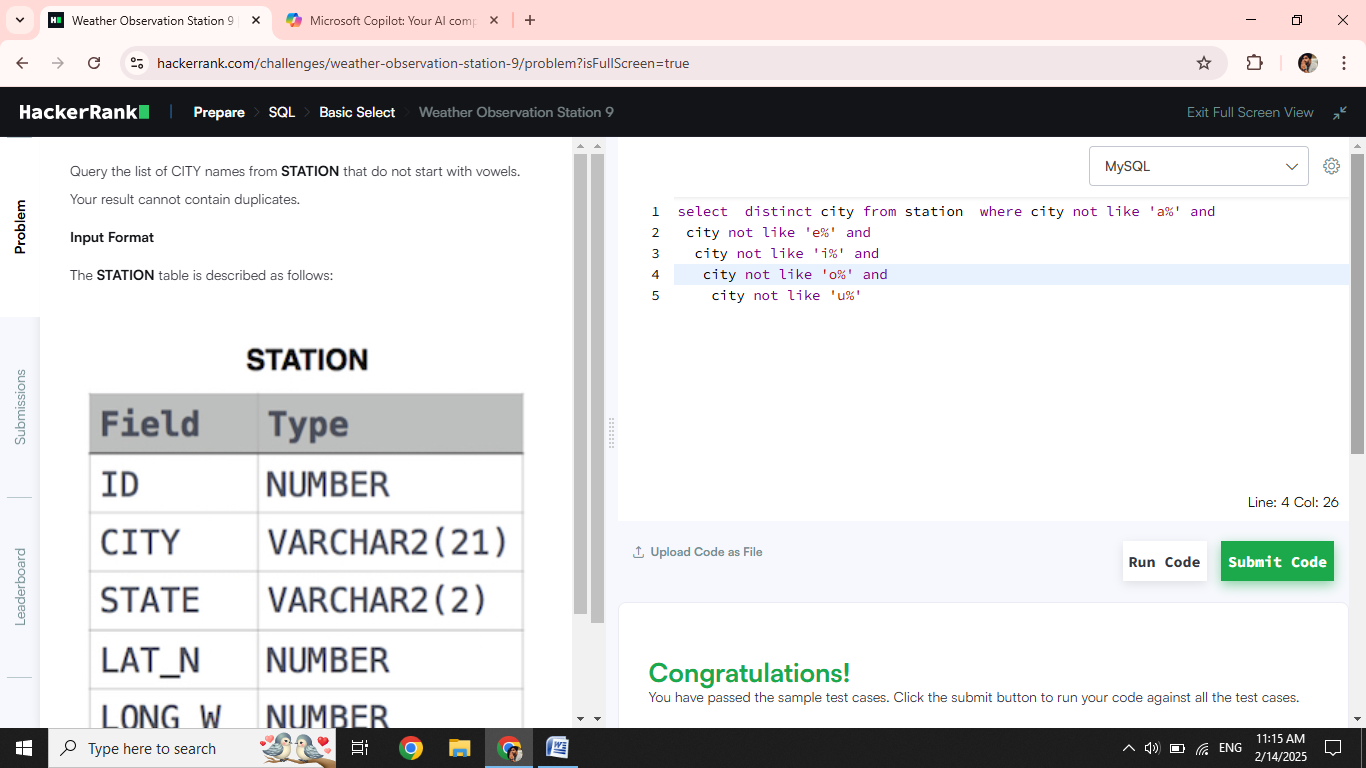 Weather Observation Station 9
Microsoft Copilot: Your AI comp
hackerrank.com/challenges/weather-observation-station-9/problem?isFullScreen=true
HackerRank
Prepare > SQL > Basic Select > Weather Observation Station 9
Exit Full Screen View
Problem
Submissions
Leaderboard
Query the list of CITY names from STATION that do not start with vowels.
Your result cannot contain duplicates.
Input Format
The STATION table is described as follows:
STATION
Field Type
ID NUMBER
CITY VARCHAR2(21)
STATE VARCHAR2(2)
LAT_N NUMBER
LONG_W NUMBER
MySQL
1 select  distinct city from station  where city not like 'a%' and
2  city not like 'e%' and
3   city not like 'i%' and
4    city not like 'o%' and
5     city not like 'u%'
Line: 4 Col: 26
Upload Code as File
Run Code
Submit Code
Congratulations!
You have passed the sample test cases. Click the submit button to run your code against all the test cases.
Type here to search
ENG
11:15 AM
2/14/2025